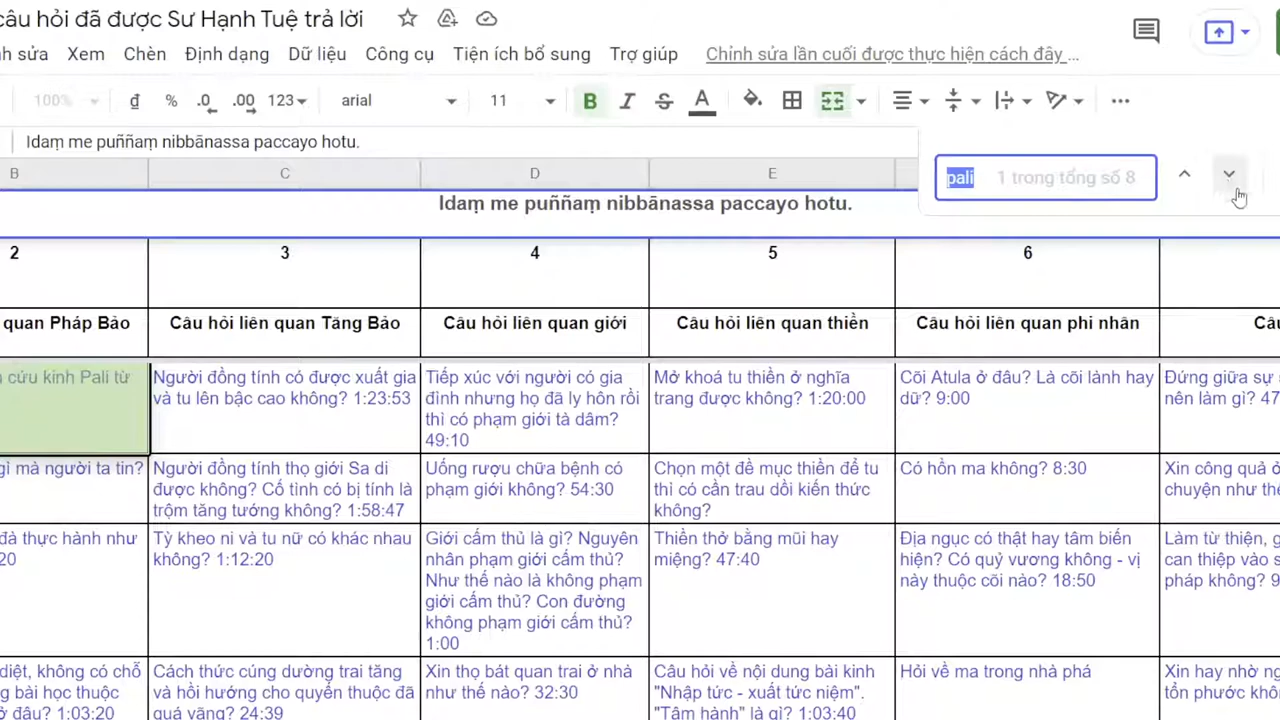 câu hỏi đã được Sư Hạnh Tuệ trả lời
sửa Xem Chèn Định dạng Dữ liệu Công cụ Tiện ích bổ sung Trợ giúp Chỉnh sửa lần cuối được thực hiện cách đây ...
100% đ % .0 .00 123 arial 11 B I S A
Idaṃ me puññaṃ nibbānassa paccayo hotu.
pali 1 trong tổng số 8
B C D E
Idaṃ me puññaṃ nibbānassa paccayo hotu.
2 3 4 5 6
quan Pháp Bảo
Câu hỏi liên quan Tăng Bảo
Câu hỏi liên quan giới
Câu hỏi liên quan thiền
Câu hỏi liên quan phi nhân
cứu kinh Pali từ
Người đồng tính có được xuất gia
và tu lên bậc cao không? 1:23:53
Tiếp xúc với người có gia
đình nhưng họ đã ly hôn rồi
thì có phạm giới tà dâm?
49:10
Mở khoá tu thiền ở nghĩa
trang được không? 1:20:00
Cõi Atula ở đâu? Là cõi lành hay
dữ? 9:00
Đứng giữa sự
nên làm gì? 47
gì mà người ta tin?
Người đồng tính thọ giới Sa di
được không? Cố tình có bị tính là
trộm tăng tướng không? 1:58:47
Uống rượu chữa bệnh có
phạm giới không? 54:30
Chọn một đề mục thiền để tu
thì có cần trau dồi kiến thức
không?
Có hồn ma không? 8:30
Xin công quả ở
chuyện như thế
thực hành như
20
Tỳ kheo ni và tu nữ có khác nhau
không? 1:12:20
Giới cấm thủ là gì? Nguyên
nhân phạm giới cấm thủ?
Như thế nào là không phạm
giới cấm thủ? Con đường
không phạm giới cấm thủ?
1:00
Thiền thở bằng mũi hay
miệng? 47:40
Địa ngục có thật hay tâm biến
hiện? Có quỷ vương không - vị
này thuộc cõi nào? 18:50
Làm từ thiện, g
can thiệp vào s
pháp không? 9
diệt, không có chỗ
g bài học thuộc
ở đâu? 1:03:20
Cách thức cúng dường trai tăng
và hồi hướng cho quyến thuộc đã
quá vãng? 24:39
Xin thọ bát quan trai ở nhà
như thế nào? 32:30
Câu hỏi về nội dung bài kinh
"Nhập tức - xuất tức niệm".
"Tâm hành" là gì? 1:03:40
Hỏi về ma trong nhà phá
Xin hay nhờ ng
tổn phước khôn